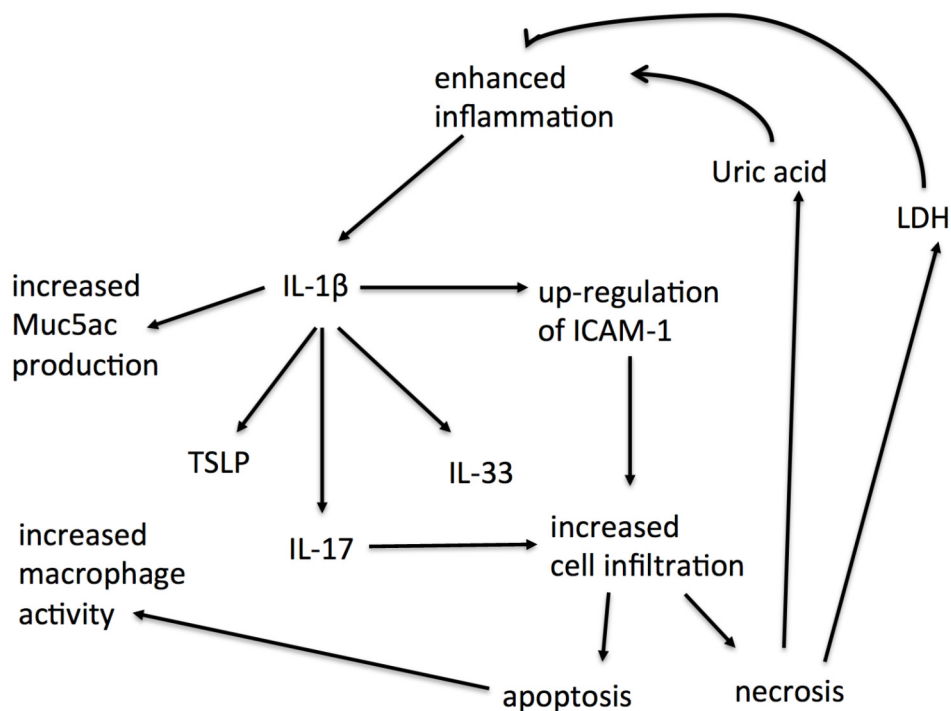 enhanced
inflammation
Uric acid
LDH
increased
Muc5ac
production
IL-1β
up-regulation
of ICAM-1
TSLP
IL-33
increased
macrophage
activity
IL-17
increased
cell infiltration
apoptosis
necrosis